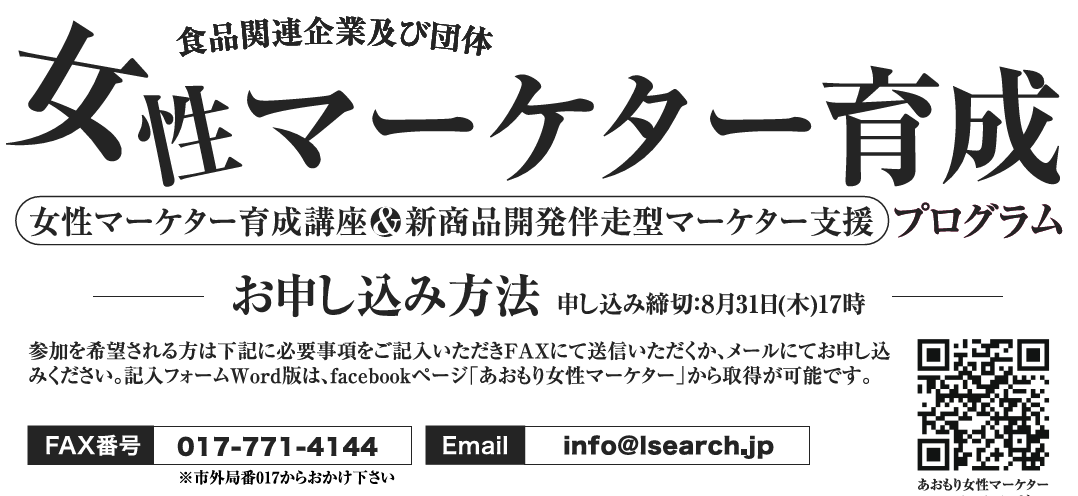 食品関連企業及び団体
女性マーケター育成
女性マーケター育成講座&新商品開発伴走型マーケター支援 プログラム
お申し込み方法 申し込み締切:8月31日(木)17時
参加を希望される方は下記に必要事項をご記入いただきFAXにて送信いただくか、メールにてお申し込
みください。記入フォームWord版は、facebookページ「あおもり女性マーケター」から取得が可能です。
FAX番号 017-771-4144 Email info@lsearch.jp
※市外局番017からおかけ下さい
あおもり女性マーケター